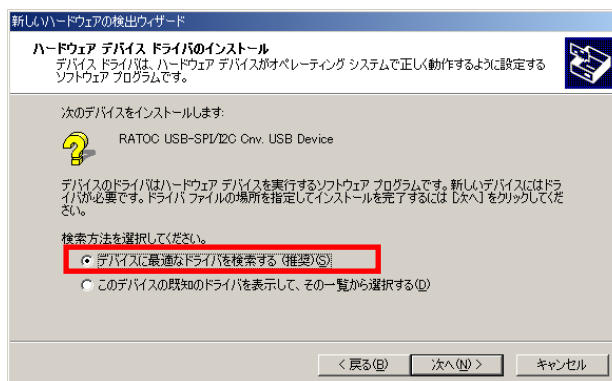 新しいハードウェアの検出ウィザード
ハードウェア デバイス ドライバのインストール
デバイス ドライバは、ハードウェア デバイスがオペレーティング システムで正しく動作するように設定する
ソフトウェア プログラムです。
次のデバイスをインストールします:
RATOC USB-SPI/I2C Cnv. USB Device
デバイスのドライバはハードウェア デバイスを実行するソフトウェア プログラムです。新しいデバイスにはドラ
イバが必要です。ドライバ ファイルの場所を指定してインストールを完了するには [次へ] をクリックしてくだ
さい。
検索方法を選択してください。
デバイスに最適なドライバを検索する (推奨)(S)
このデバイスの既知のドライバを表示して、その一覧から選択する(D)
< 戻る(B)
次へ(N) >
キャンセル